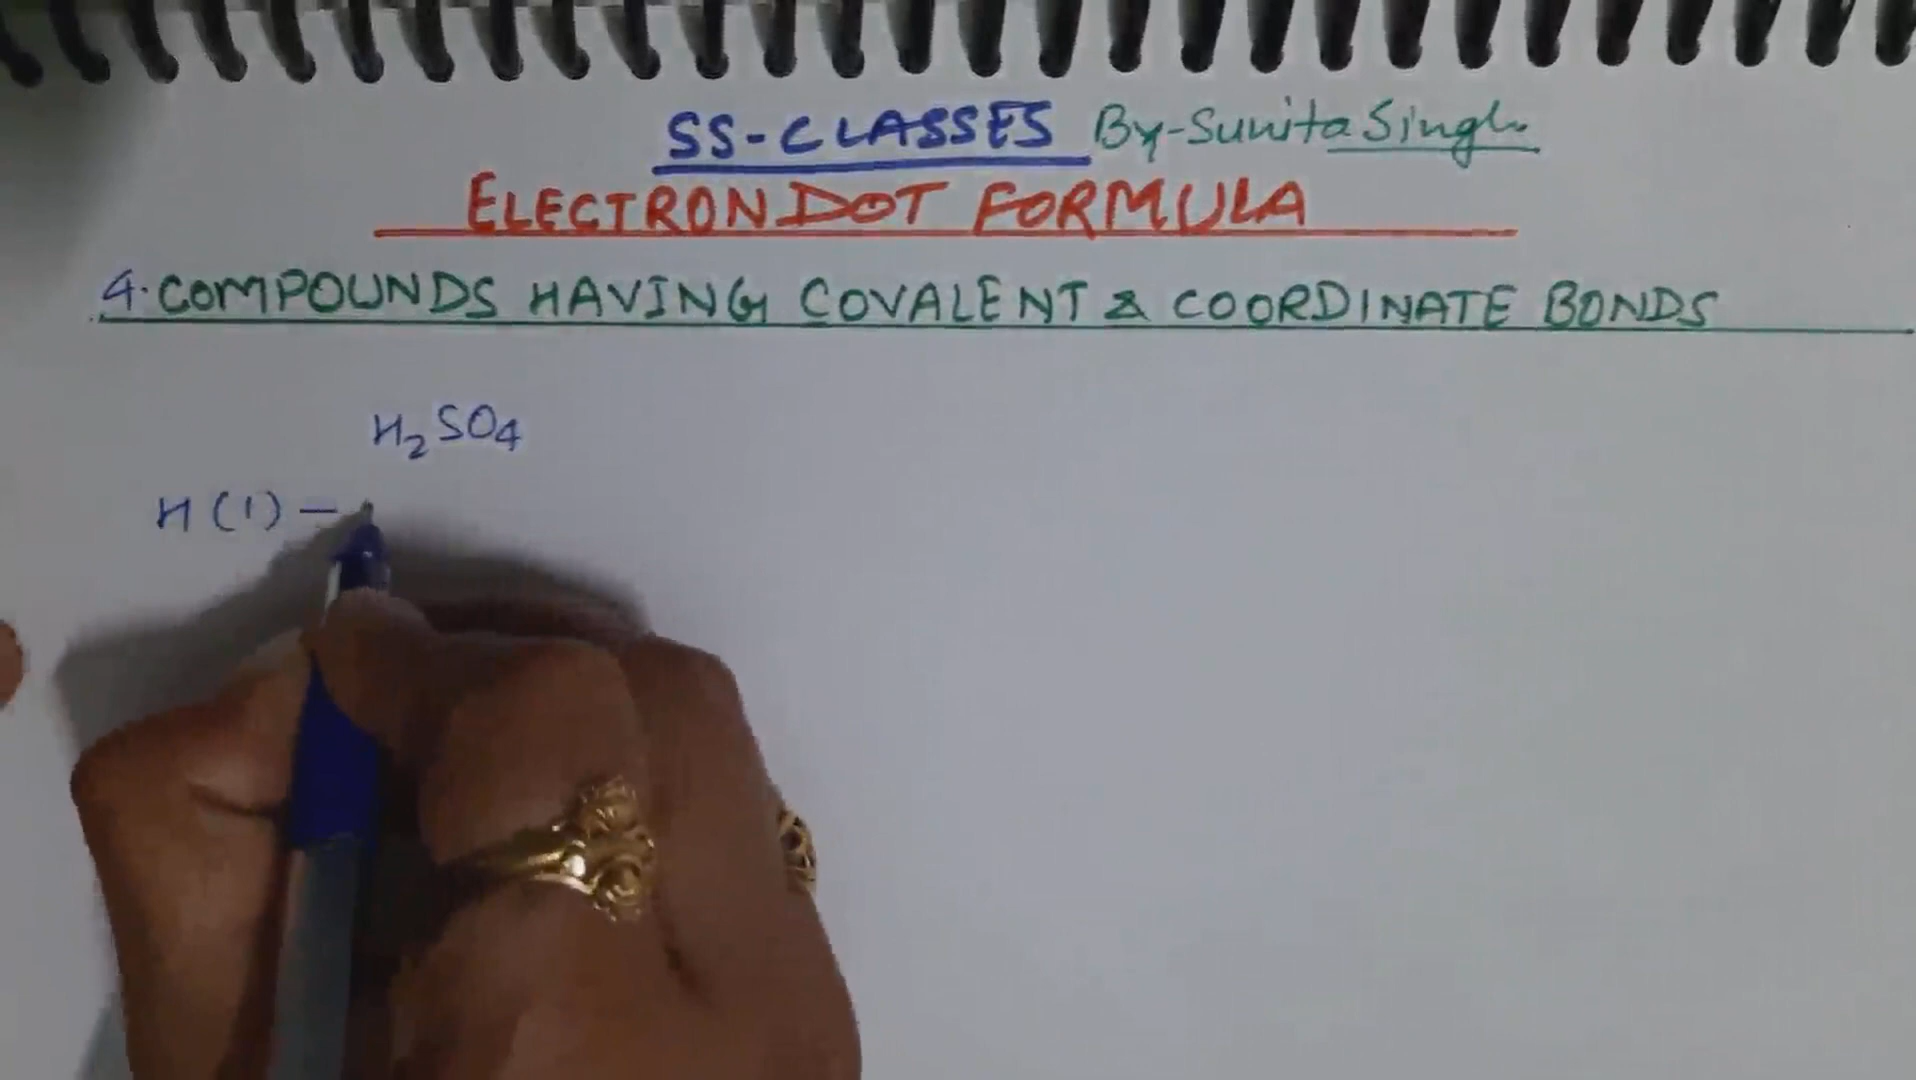 SS-CLASSES By-Sunita Singh
ELECTRON DOT FORMULA
4. COMPOUNDS HAVING COVALENT & COORDINATE BONDS
H₂SO₄
H (1) -